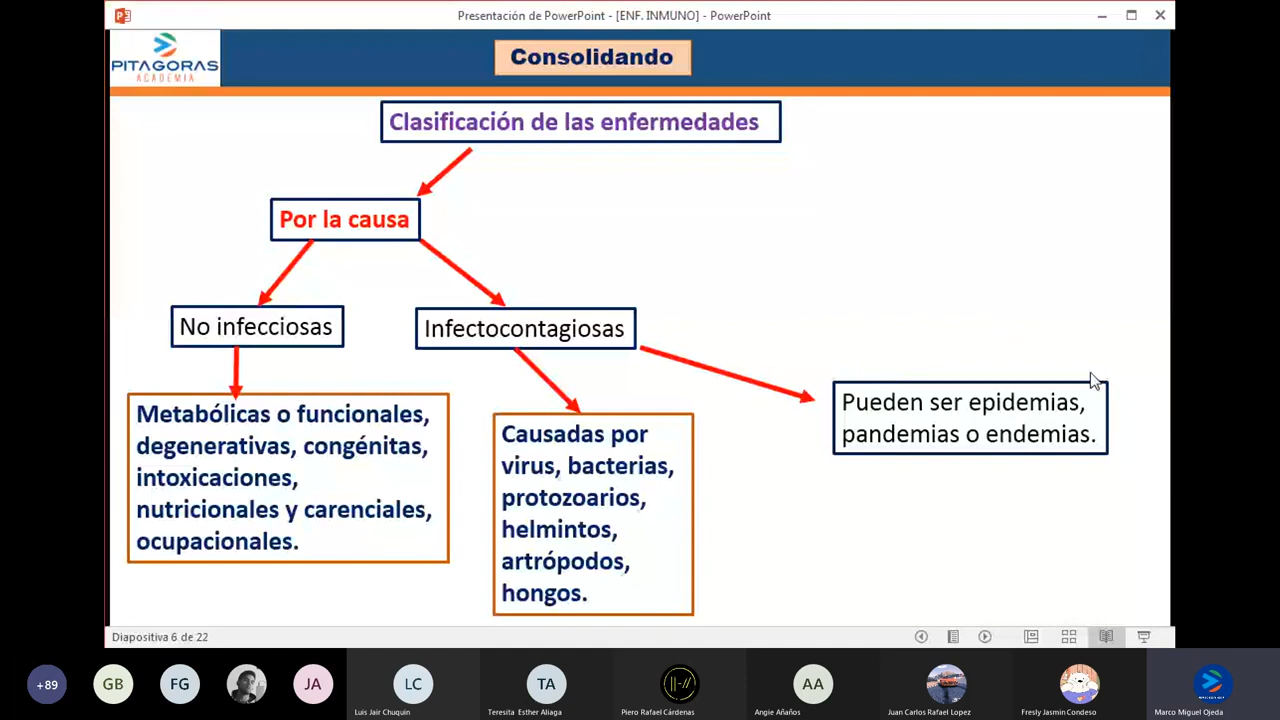 Presentación de PowerPoint - [ENF. INMUNO] - PowerPoint
PITAGORAS
ACADEMIA
Consolidando
Clasificación de las enfermedades
Por la causa
No infecciosas
Infectocontagiosas
Metabólicas o funcionales,
degenerativas, congénitas,
intoxicaciones,
nutricionales y carenciales,
ocupacionales.
Causadas por
virus, bacterias,
protozoarios,
helmintos,
artrópodos,
hongos.
Pueden ser epidemias,
pandemias o endemias.
Diapositiva 6 de 22
+89
GB
FG
JA
LC
TA
AA
Luis Jair Chuquin
Teresita Esther Aliaga
Piero Rafael Cárdenas
Angie Añaños
Juan Carlos Rafael Lopez
Fresly Jasmin Condeso
Marco Miguel Ojeda